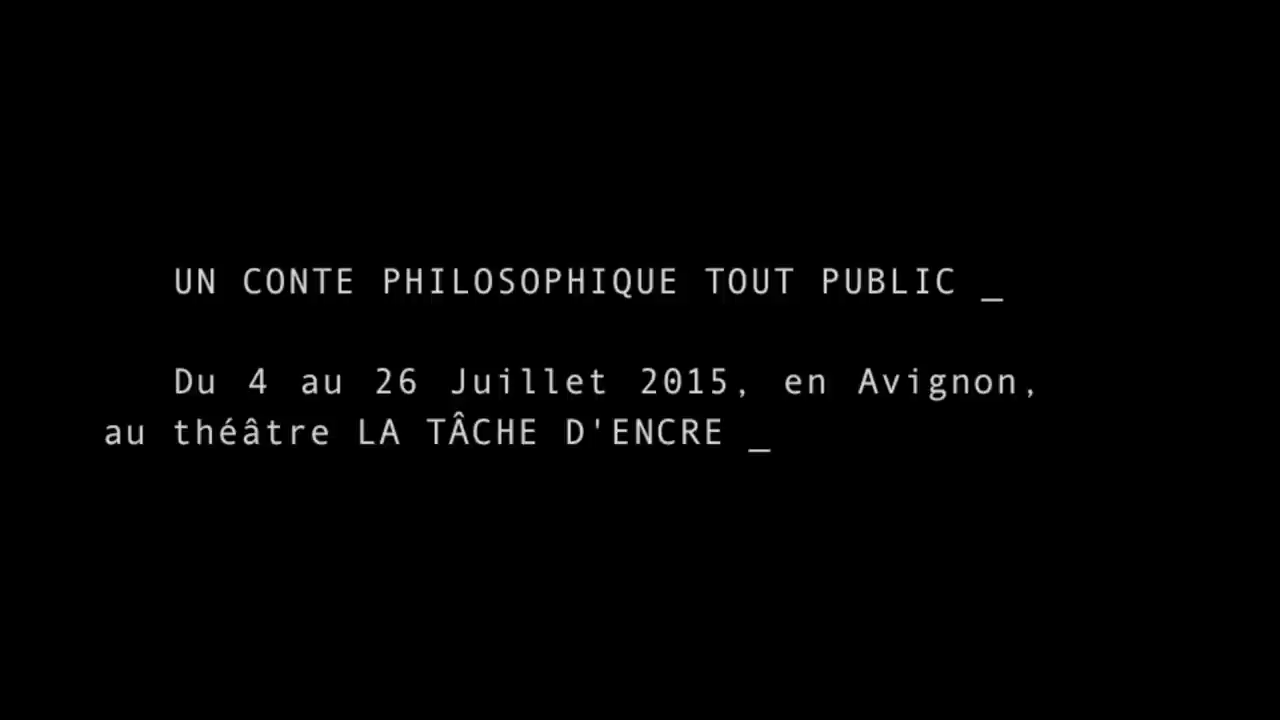 UN CONTE PHILOSOPHIQUE TOUT PUBLIC _
Du 4 au 26 Juillet 2015, en Avignon,
au théâtre LA TÂCHE D'ENCRE _